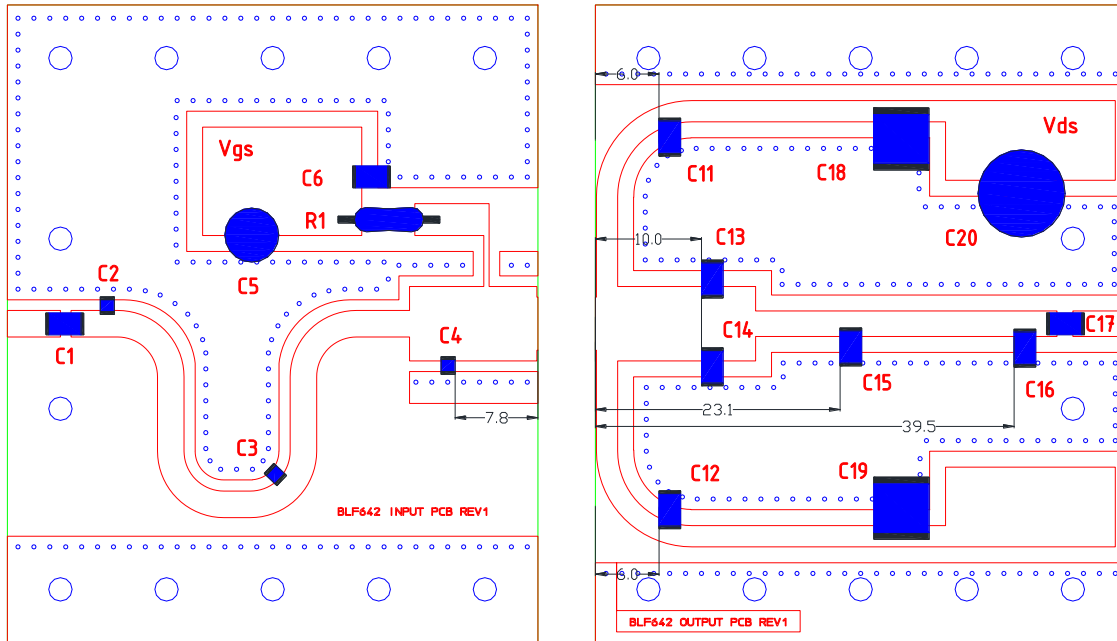 Vgs
C6
R1
C2
C5
C1
C4
7.8
C3
BLF642 INPUT PCB REV1
6.0
Vds
C11
C18
C20
10.0
C13
C14
C17
C15
C16
23.1
39.5
C12
C19
6.0
BLF642 OUTPUT PCB REV1